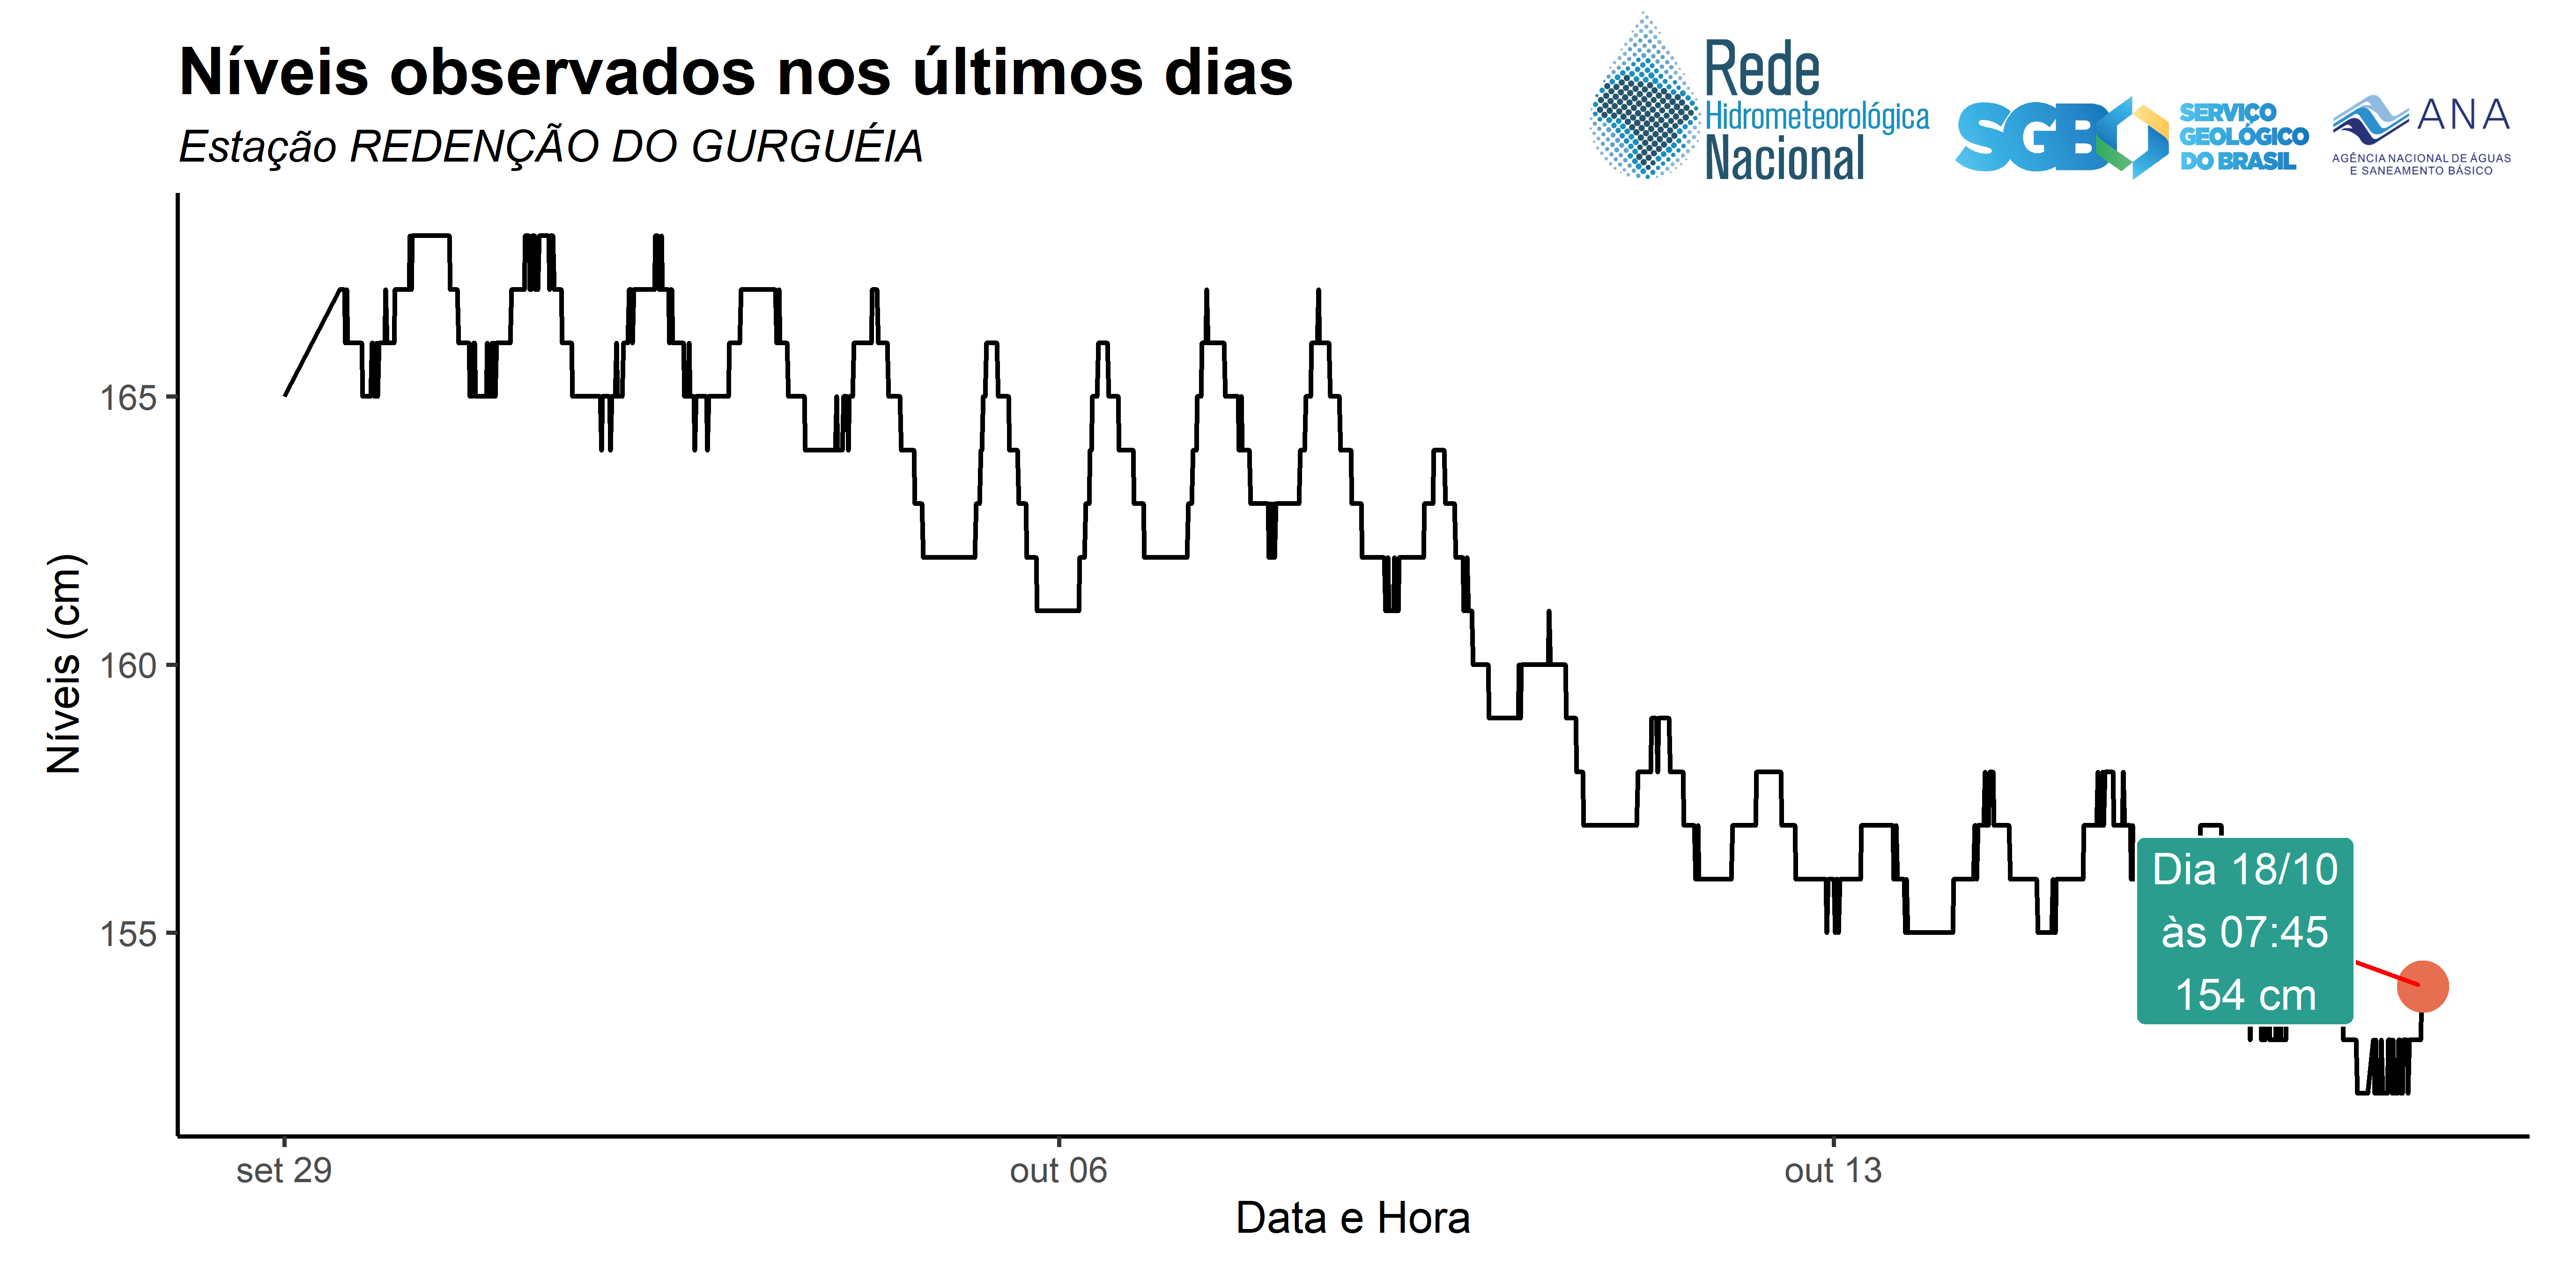 Níveis observados nos últimos dias
Estação REDENÇÃO DO GURGUÉIA
Rede
Hidrometeorológica
Nacional
SGB
SERVIÇO
GEOLÓGICO
DO BRASIL
ANA
AGÊNCIA NACIONAL DE ÁGUAS
E SANEAMENTO BÁSICO
Níveis (cm)
165
160
155
Dia 18/10
às 07:45
154 cm
set 29
out 06
out 13
Data e Hora